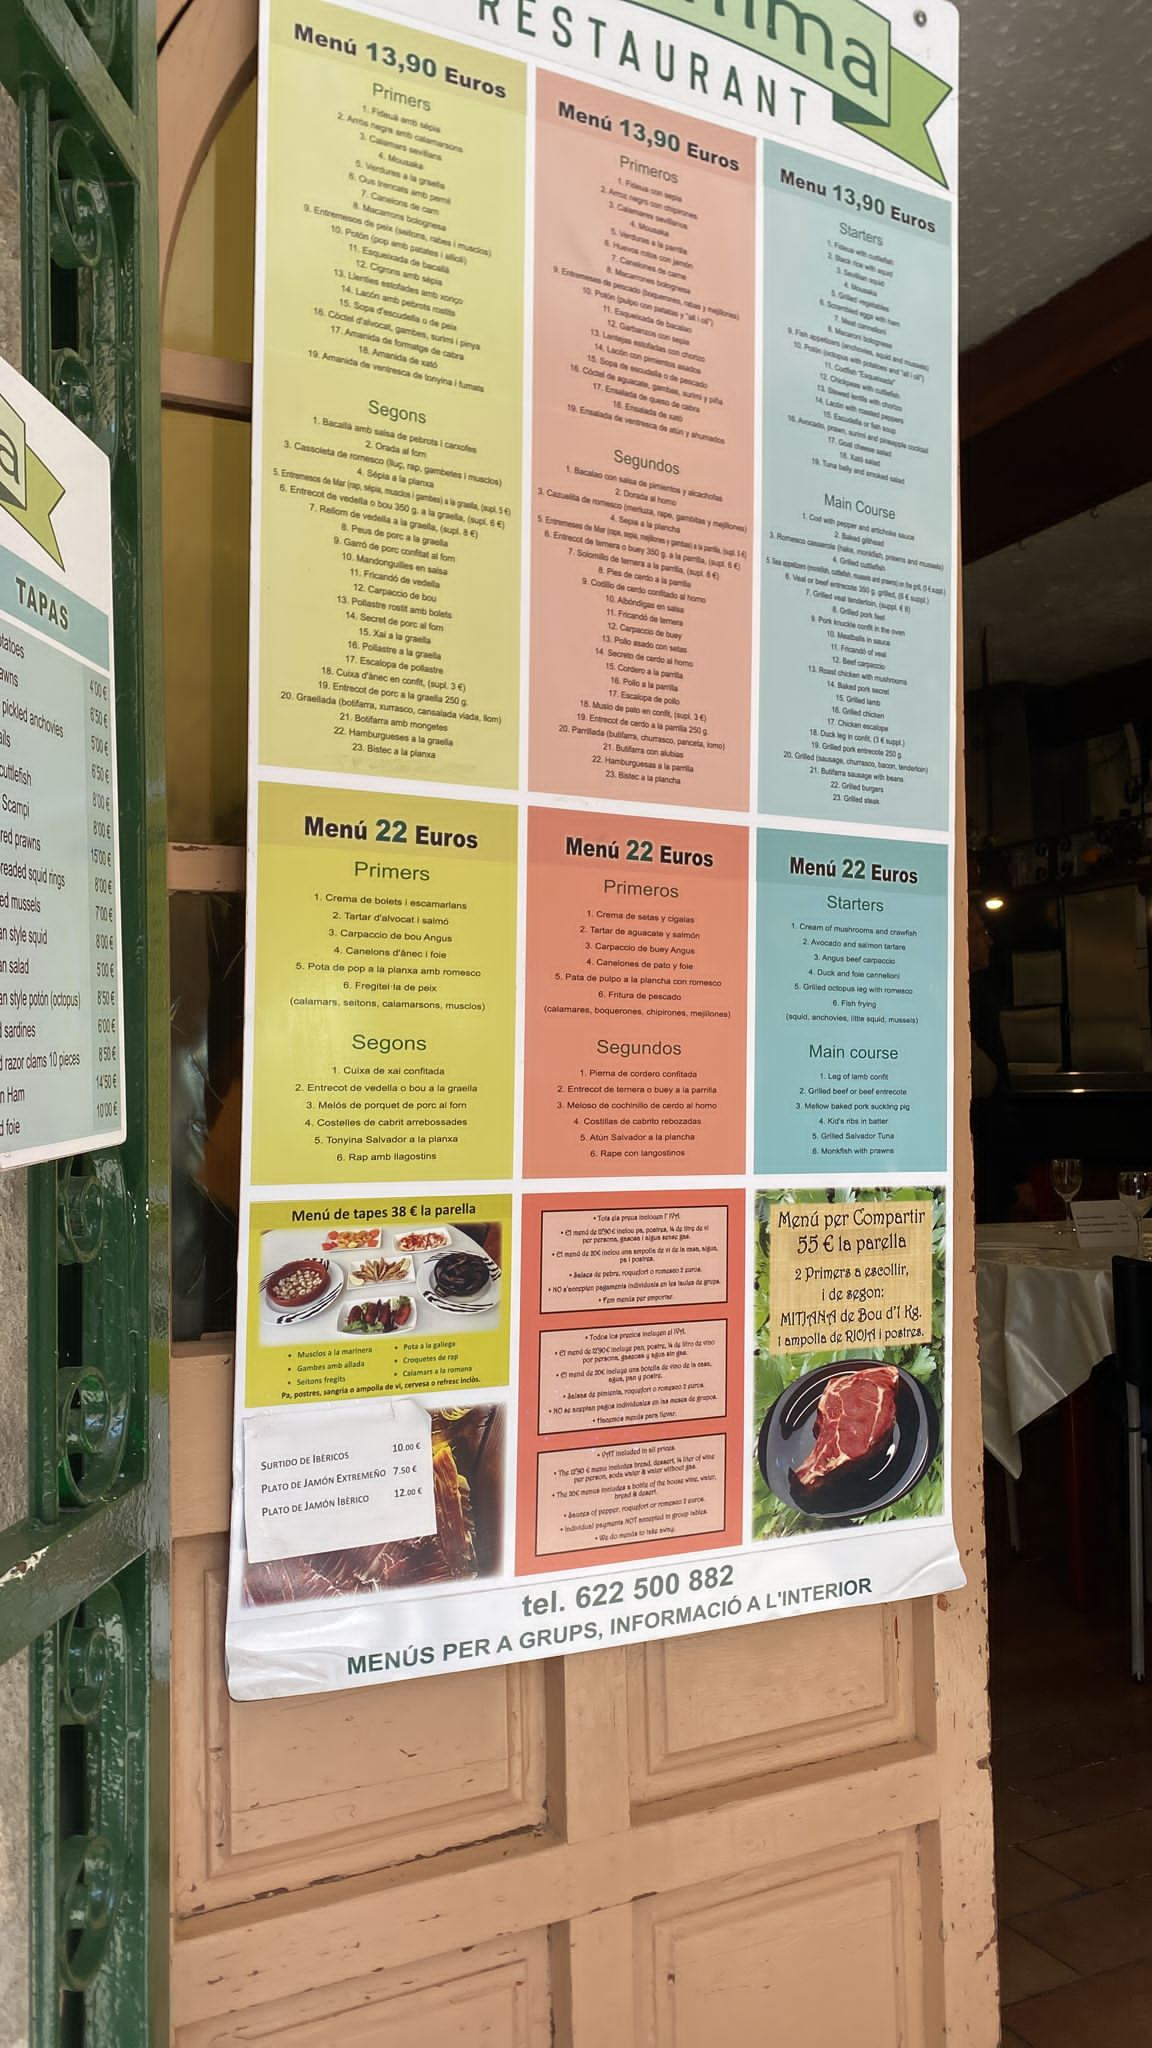 RESTAURANT
Menú 13,90 Euros
Primers
1. Fideuà amb sépia
2. Arròs negre amb calamarsons
3. Calamars sevillans
4. Mousaka
5. Verdures a la graella
6. Ous trencats amb pernil
7. Canelons de carn
8. Macarrons bolognesa
9. Entremesos de peix (seitons, rabes i musclos)
10. Potón (pop amb patates i allioli)
11. Esqueixada de bacallà
12. Cigrons amb sépia
13. Llenties estofades amb xoriço
14. Lacón amb pebrots rostits
15. Sopa d'escudella o de peix
16. Còctel d'alvocat, gambes, surimi i pinya
17. Amanida de formatge de cabra
18. Amanida de xató
19. Amanida de ventresca de tonyina i fumats
Segons
1. Bacallà amb salsa de pebrots i carxofes
2. Orada al forn
3. Cassoleta de romesco (lluç, rap, gambetes i musclos)
4. Sépia a la planxa
5. Entremesos de Mar (rap, sépia, musclos i gambes) a la graella, (supl. 5 €)
6. Entrecot de vedella o bou 350 g. a la graella, (supl. 6 €)
7. Rellom de vedella a la graella, (supl. 8 €)
8. Peus de porc a la graella
9. Garró de porc confitat al forn
10. Mandonguilles en salsa
11. Fricandó de vedella
12. Carpaccio de bou
13. Pollastre rostit amb bolets
14. Secret de porc al forn
15. Xai a la graella
16. Pollastre a la graella
17. Escalopa de pollastre
18. Cuixa d'ànec en confit, (supl. 3 €)
19. Entrecot de porc a la graella 250 g.
20. Graellada (botifarra, xurrasco, cansalada viada, llom)
21. Botifarra amb mongetes
22. Hamburgueses a la graella
23. Bistec a la planxa
Menú 13,90 Euros
Primeros
1. Fideua con sepia
2. Arroz negro con chipirones
3. Calamares sevillanos
4. Mousaka
5. Verduras a la parrilla
6. Huevos rotos con jamón
7. Canelones de carne
8. Macarrones bolognesa
9. Entremeses de pescado (boquerones, rabas y mejillones)
10. Potón (pulpo con patatas y "all i oli")
11. Esqueixada de bacalao
12. Garbanzos con sepia
13. Lentejas estofadas con chorizo
14. Lacón con pimientos asados
15. Sopa de escudella o de pescado
16. Cóctel de aguacate, gambas, surimi y piña
17. Ensalada de queso de cabra
18. Ensalada de xató
19. Ensalada de ventresca de atún y ahumados
Segundos
1. Bacalao con salsa de pimientos y alcachofas
2. Dorada al horno
3. Cazuelilla de romesco (merluza, rape, gambitas y mejillones)
4. Sepia a la plancha
5. Entremeses de Mar (rape, sepia, mejillones y gambas) a la parrilla, (supl. 5 €)
6. Entrecot de ternera o buey 350 g. a la parrilla, (supl. 6 €)
7. Solomillo de ternera a la parrilla, (supl. 8 €)
8. Pies de cerdo a la parrilla
9. Codillo de cerdo confitado al horno
10. Albóndigas en salsa
11. Fricandó de ternera
12. Carpaccio de buey
13. Pollo asado con setas
14. Secreto de cerdo al horno
15. Cordero a la parrilla
16. Pollo a la parrilla
17. Escalopa de pollo
18. Muslo de pato en confit, (supl. 3 €)
19. Entrecot de cerdo a la parrilla 250 g.
20. Parrillada (butifarra, churrasco, panceta, lomo)
21. Butifarra con alubias
22. Hamburguesas a la parrilla
23. Bistec a la plancha
Menu 13,90 Euros
Starters
1. Fideua with cuttlefish
2. Black rice with squid
3. Sevillian squid
4. Mousaka
5. Grilled vegetables
6. Scrambled eggs with ham
7. Meat cannelloni
8. Macaroni bolognese
9. Fish appetizers (anchovies, squid and mussels)
10. Potón (octopus with potatoes and "all i oli")
11. Codfish "Esqueixada"
12. Chickpeas with cuttlefish
13. Stewed lentils with chorizo
14. Lacón with roasted peppers
15. Escudella or fish soup
16. Avocado, prawn, surimi and pineapple cocktail
17. Goat cheese salad
18. Xató salad
19. Tuna belly and smoked salad
Main Course
1. Cod with pepper and artichoke sauce
2. Baked gilthead
3. Romesco casserole (hake, monkfish, prawns and mussels)
4. Grilled cuttlefish
5. Sea appetizers (monkfish, cuttlefish, mussels and prawns) on the grill, (5 € suppl.)
6. Veal or beef entrecote 350 g. grilled, (6 € suppl.)
7. Grilled veal tenderloin, (suppl. € 8)
8. Grilled pork feet
9. Pork knuckle confit in the oven
10. Meatballs in sauce
11. Fricandó of veal
12. Beef carpaccio
13. Roast chicken with mushrooms
14. Baked pork secret
15. Grilled lamb
16. Grilled chicken
17. Chicken escalope
18. Duck leg in confit, (3 € suppl.)
19. Grilled pork entrecote 250 g.
20. Grilled (sausage, churrasco, bacon, tenderloin)
21. Butifarra sausage with beans
22. Grilled burgers
23. Grilled steak
Menú 22 Euros
Primers
1. Crema de bolets i escamarlans
2. Tartar d'alvocat i salmó
3. Carpaccio de bou Angus
4. Canelons d'ànec i foie
5. Pota de pop a la planxa amb romesco
6. Fregitel·la de peix
(calamars, seitons, calamarsons, musclos)
Segons
1. Cuixa de xai confitada
2. Entrecot de vedella o bou a la graella
3. Melós de porquet de porc al forn
4. Costelles de cabrit arrebossades
5. Tonyina Salvador a la planxa
6. Rap amb llagostins
Menú 22 Euros
Primeros
1. Crema de setas y cigalas
2. Tartar de aguacate y salmón
3. Carpaccio de buey Angus
4. Canelones de pato y foie
5. Pata de pulpo a la plancha con romesco
6. Fritura de pescado
(calamares, boquerones, chipirones, mejillones)
Segundos
1. Pierna de cordero confitada
2. Entrecot de ternera o buey a la parrilla
3. Meloso de cochinillo de cerdo al horno
4. Costillas de cabrito rebozadas
5. Atún Salvador a la plancha
6. Rape con langostinos
Menú 22 Euros
Starters
1. Cream of mushrooms and crawfish
2. Avocado and salmon tartare
3. Angus beef carpaccio
4. Duck and foie cannelloni
5. Grilled octopus leg with romesco
6. Fish frying
(squid, anchovies, little squid, mussels)
Main course
1. Leg of lamb confit
2. Grilled beef or beef entrecote
3. Mellow baked pork suckling pig
4. Kid's ribs in batter
5. Grilled Salvador Tuna
6. Monkfish with prawns
Menú de tapes 38 € la parella
• Musclos a la marinera
• Gambes amb allada
• Seitons fregits
• Pota a la gallega
• Croquetes de rap
• Calamars a la romana
Pa, postres, sangria o ampolla de vi, cervesa o refresc inclòs.
SURTIDO DE IBÈRICOS 10.00 €
PLATO DE JAMÓN EXTREMEÑO 7.50 €
PLATO DE JAMÓN IBÈRICO 12.00 €
• Tots els preus inclouen l'IVA.
• El menú de 12'90€ inclou pa, postres, ¼ de litre de vi
per persona, gasosa i aigua sense gas.
• El menú de 20€ inclou una ampolla de vi de la casa, aigua,
pa i postres.
• Salses de pebre, roquefort o romesco 2 euros.
• NO s'accepten pagaments individuals en les taules de grups.
• Fem menús per emportar.
• Todos los precios incluyen el IVA.
• El menú de 12'90€ incluye pan, postre, ¼ de litro de vino
por persona, gaseosa y agua sin gas.
• El menú de 20€ incluye una botella de vino de la casa,
agua, pan y postre.
• Salsas de pimienta, roquefort o romesco 2 euros.
• NO se aceptan pagos individuales en las mesas de grupos.
• Hacemos menús para llevar.
• VAT included in all prices.
• The 12'90 € menu includes bread, dessert, ¼ liter of wine
per person, soda water & water without gas.
• The 20€ menus includes a bottle of the house wine, water,
bread & desert.
• Sauces of pepper, roquefort or romesco 2 euros.
• Individual payments NOT accepted in group tables.
• We do menús to take away.
Menú per Compartir
55 € la parella
2 Primers a escollir,
i de segon:
MITJANA de Bou d'1 Kg.
1 ampolla de RIOJA i postres.
tel. 622 500 882
MENÚS PER A GRUPS, INFORMACIÓ A L'INTERIOR
TAPAS
4'00 €
6'50 €
pickled anchovies 5'00 €
6'50 €
cuttlefish 8'00 €
Scampi 8'00 €
red prawns 15'00 €
squid rings 8'00 €
mussels 7'00 €
style squid 8'00 €
salad 5'00 €
style potón (octopus) 8'50 €
sardines 6'00 €
razor clams 10 pieces 8'50 €
Ham 14'50 €
foie 10'00 €